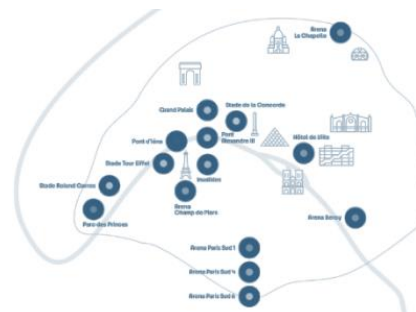 Arena
La Chapelle
Grand Palais
Stade de la Concorde
Pont d'Iéna
Pont
Alexandre III
Hôtel de Ville
Stade Tour Eiffel
Invalides
Stade Roland-Garros
Arena
Champ de Mars
Parc des Princes
Arena Bercy
Arena Paris Sud 1
Arena Paris Sud 4
Arena Paris Sud 6